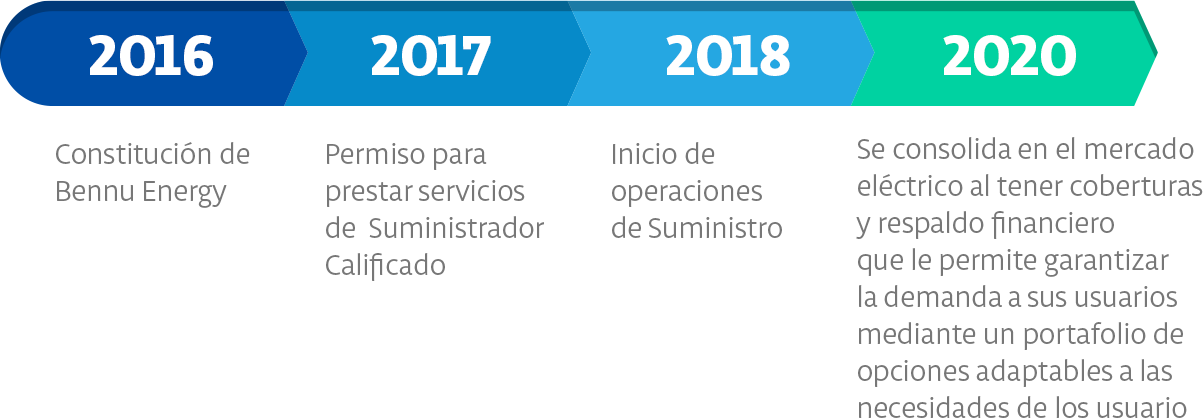 2016
Constitución de
Bennu Energy
2017
Permiso para
prestar servicios
de Suministrador
Calificado
2018
Inicio de
operaciones
de Suministro
2020
Se consolida en el mercado
eléctrico al tener coberturas
y respaldo financiero
que le permite garantizar
la demanda a sus usuarios
mediante un portafolio de
opciones adaptables a las
necesidades de los usuario